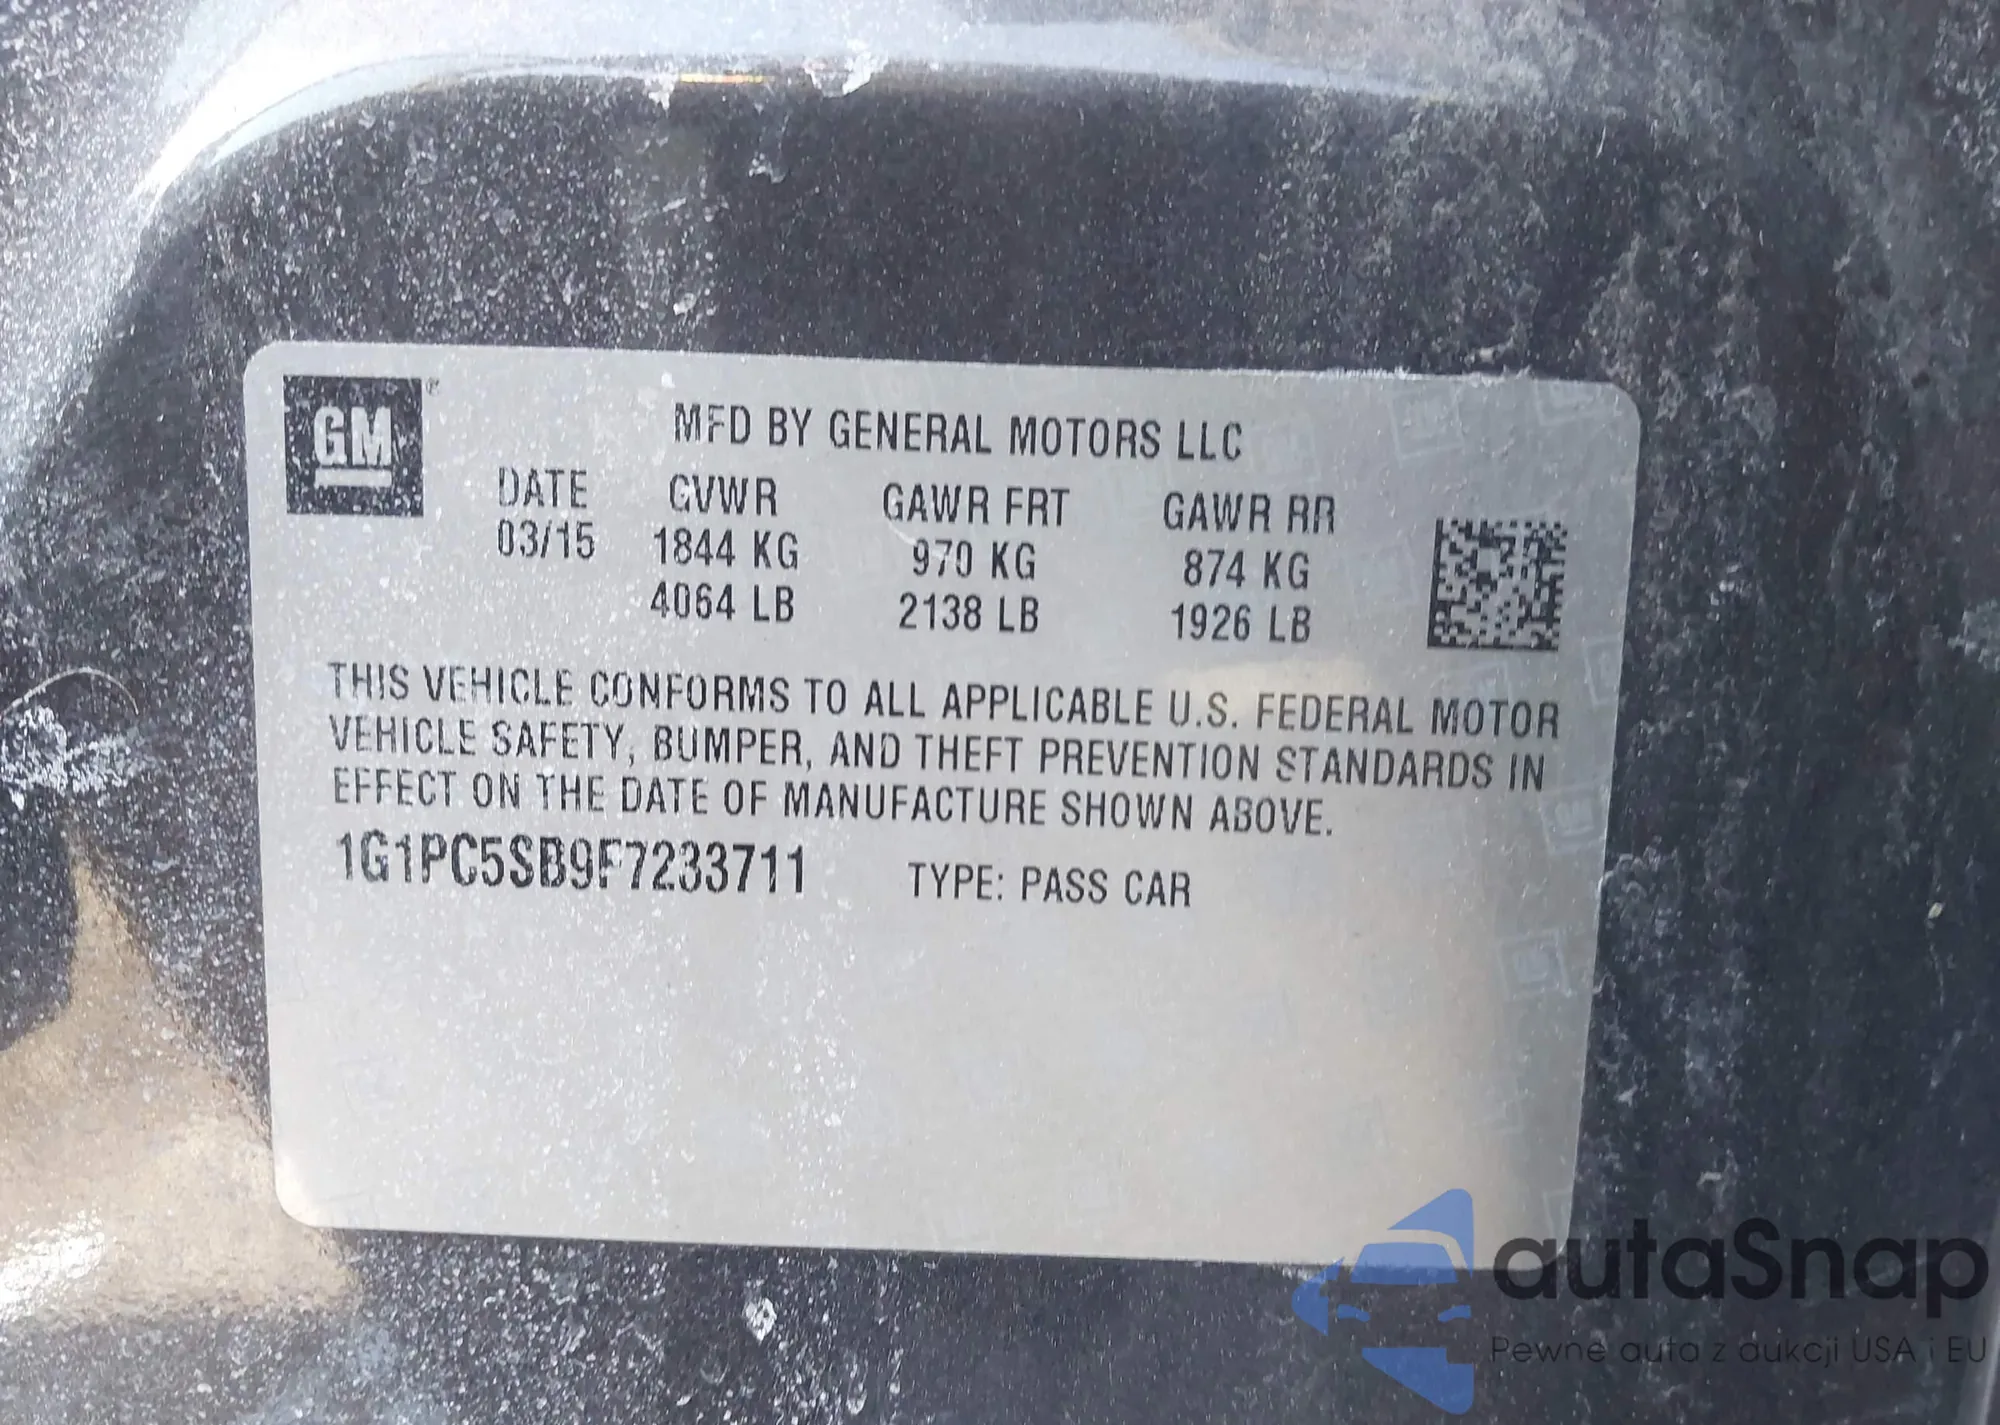 GM®
MFD BY GENERAL MOTORS LLC
DATE GVWR GAWR FRT GAWR RR
03/15 1844 KG 970 KG 874 KG
4064 LB 2138 LB 1926 LB
THIS VEHICLE CONFORMS TO ALL APPLICABLE U.S. FEDERAL MOTOR
VEHICLE SAFETY, BUMPER, AND THEFT PREVENTION STANDARDS IN
EFFECT ON THE DATE OF MANUFACTURE SHOWN ABOVE.
1G1PC5SB9F7233711 TYPE: PASS CAR
autaSnap
Pewne auta z aukcji USA i EU